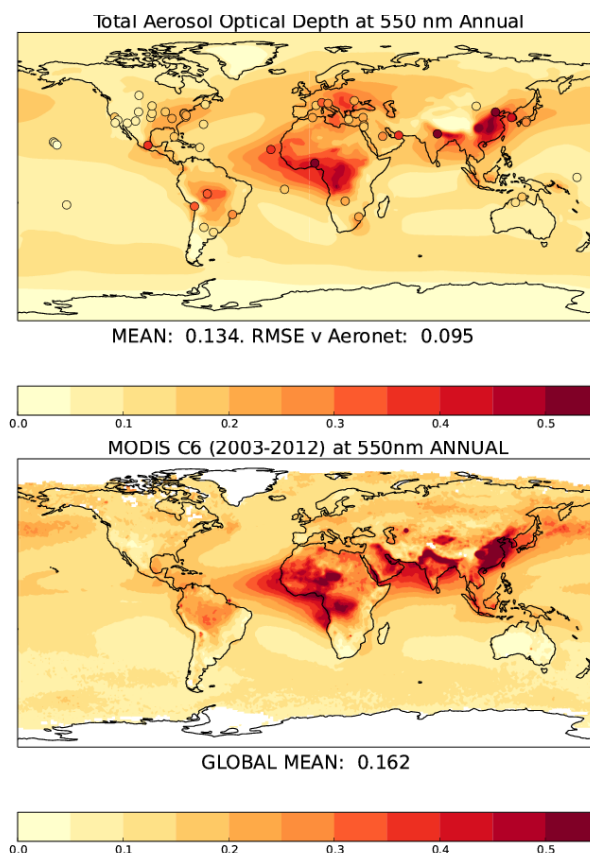 Total Aerosol Optical Depth at 550 nm Annual
MEAN: 0.134. RMSE v Aeronet: 0.095
0.0 0.1 0.2 0.3 0.4 0.5
MODIS C6 (2003-2012) at 550nm ANNUAL
GLOBAL MEAN: 0.162
0.0 0.1 0.2 0.3 0.4 0.5